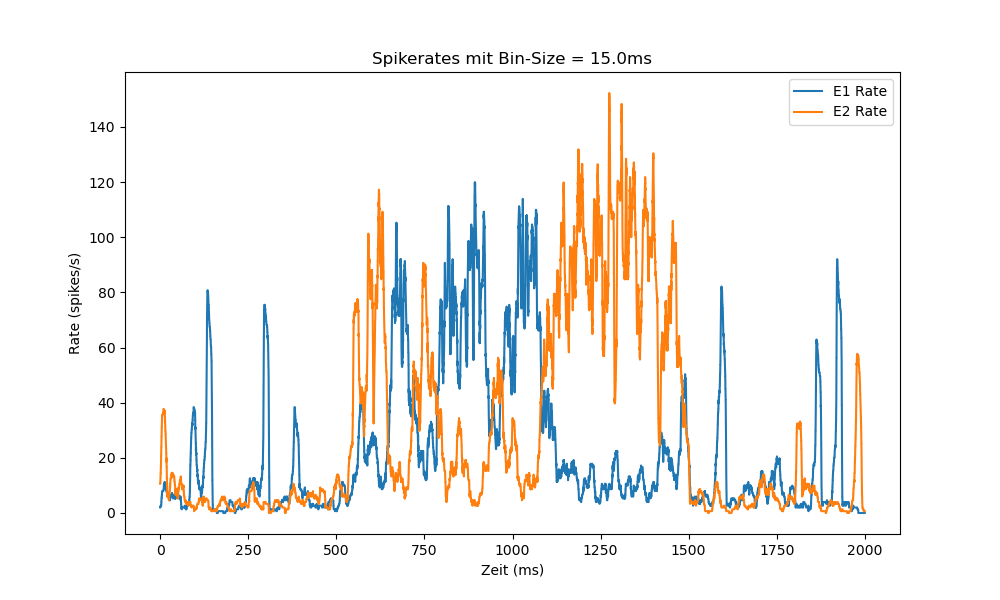 Spikerates mit Bin-Size = 15.0ms
E1 Rate
E2 Rate
Rate (spikes/s)
140
120
100
80
60
40
20
0
0 250 500 750 1000 1250 1500 1750 2000
Zeit (ms)